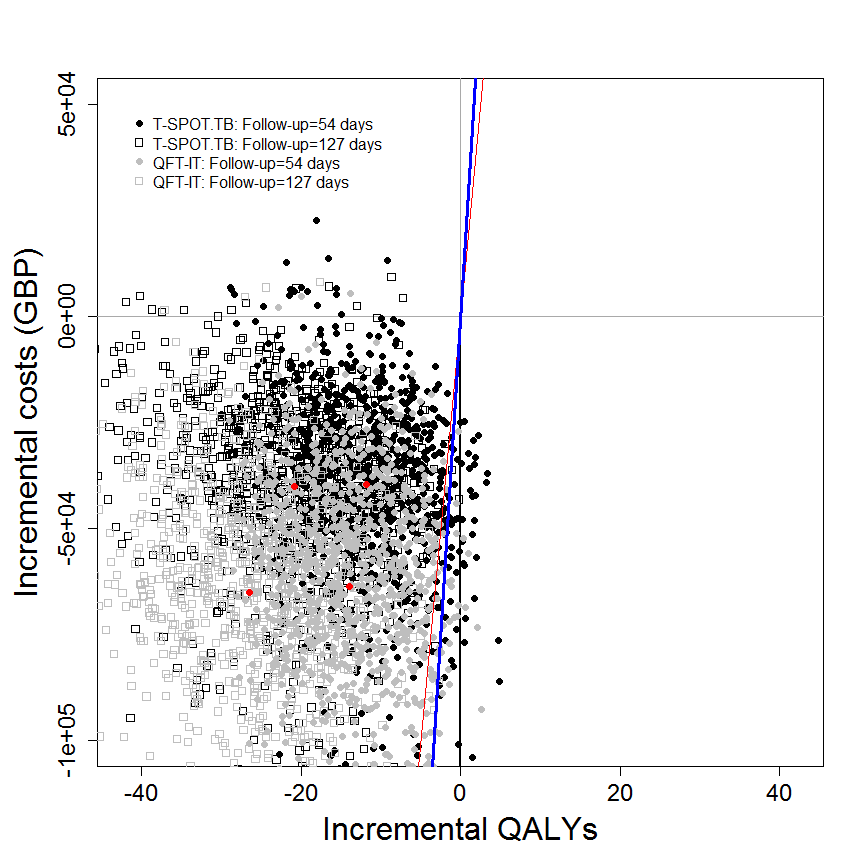 5e+04
0e+00
-5e+04
-1e+05
Incremental costs (GBP)
T-SPOT.TB: Follow-up=54 days
T-SPOT.TB: Follow-up=127 days
QFT-IT: Follow-up=54 days
QFT-IT: Follow-up=127 days
-40 -20 0 20 40
Incremental QALYs